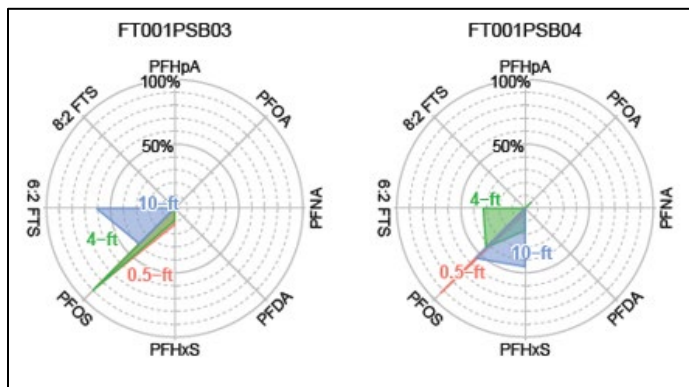 FT001PSB03
PFHpA
100%
PFOA
50%
PFNA
PFDA
PFHxS
PFOS
6:2 FTS
8:2 FTS
10-ft
4-ft
0.5-ft
FT001PSB04
PFHpA
100%
PFOA
50%
PFNA
PFDA
PFHxS
PFOS
6:2 FTS
8:2 FTS
4-ft
10-ft
0.5-ft